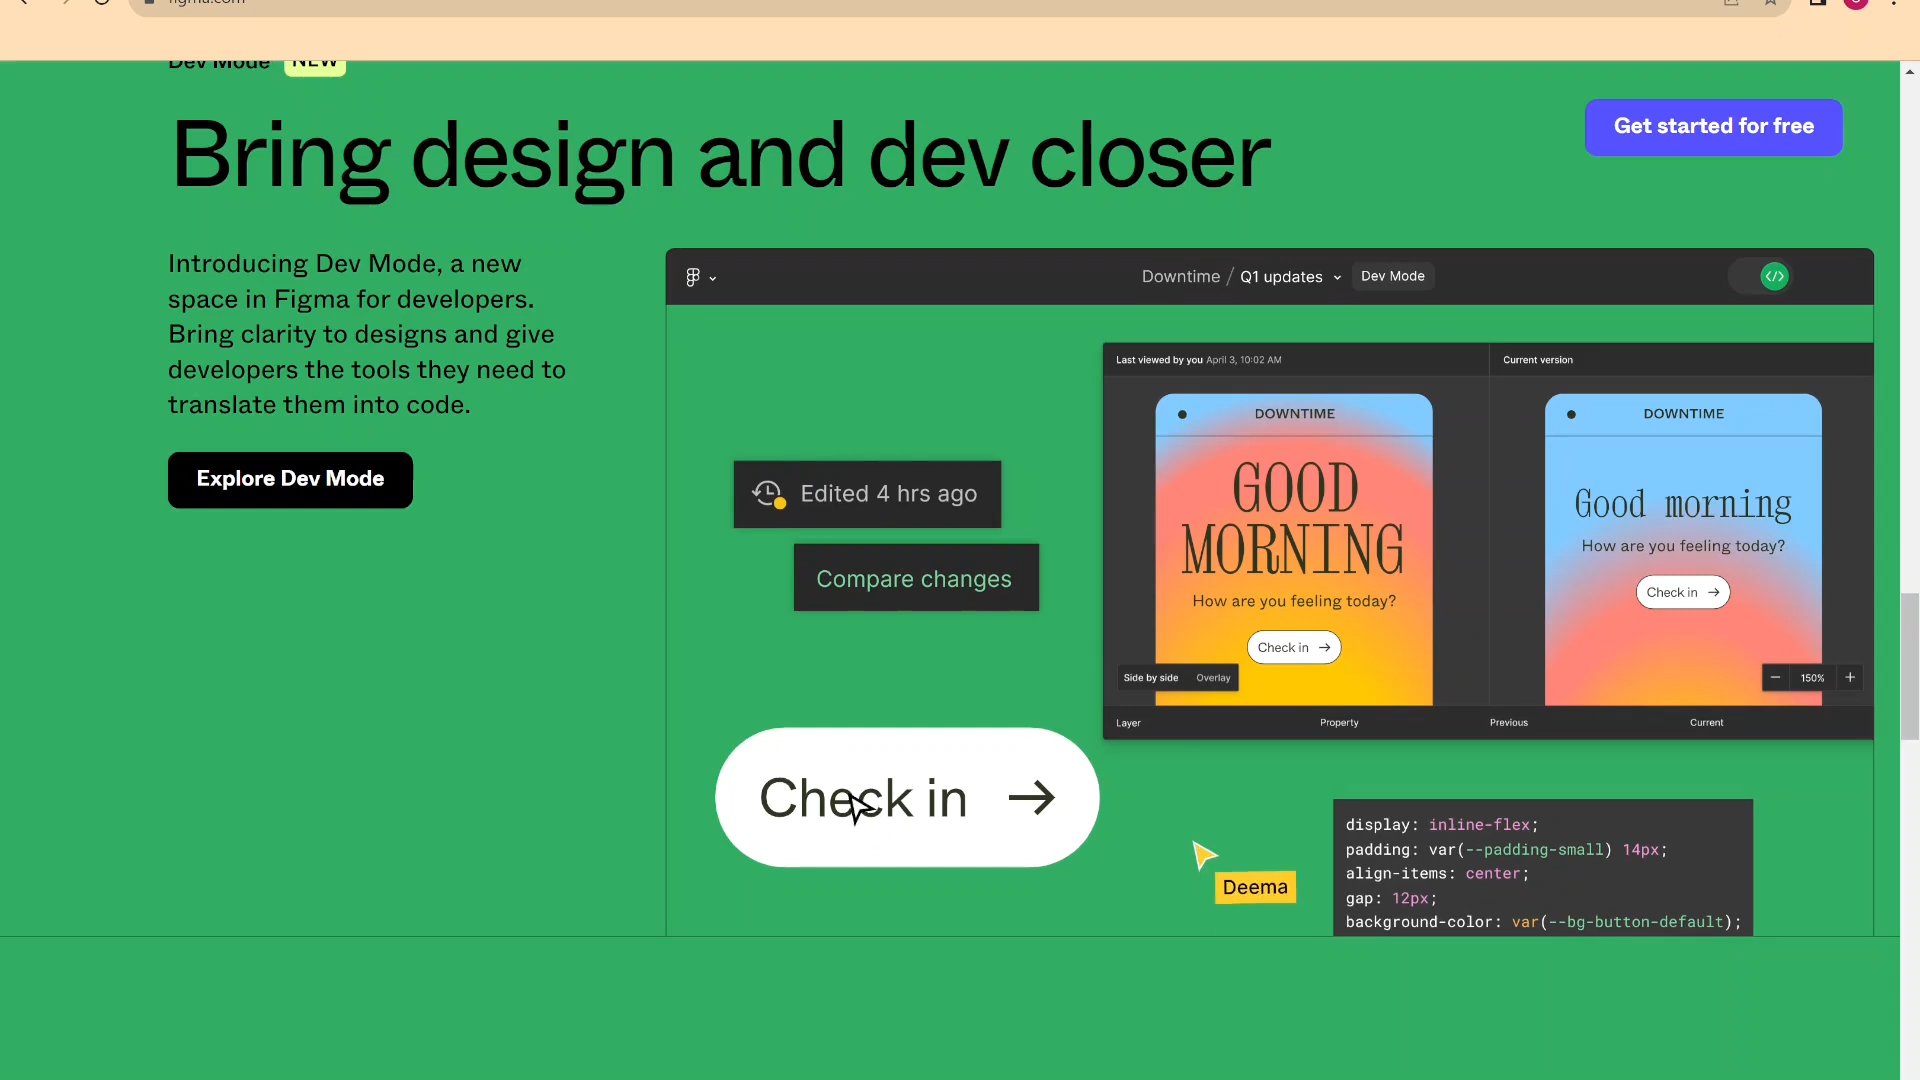 figma.com
Dev Mode NEW
Bring design and dev closer
Get started for free
Introducing Dev Mode, a new
space in Figma for developers.
Bring clarity to designs and give
developers the tools they need to
translate them into code.
Explore Dev Mode
Downtime / Q1 updates
Dev Mode
</>
Last viewed by you April 3, 10:02 AM
Current version
DOWNTIME
GOOD
MORNING
How are you feeling today?
Check in →
DOWNTIME
Good morning
How are you feeling today?
Check in →
Side by side Overlay
− 150% +
Layer Property Previous Current
Edited 4 hrs ago
Compare changes
Check in →
Deema
display: inline-flex;
padding: var(--padding-small) 14px;
align-items: center;
gap: 12px;
background-color: var(--bg-button-default);